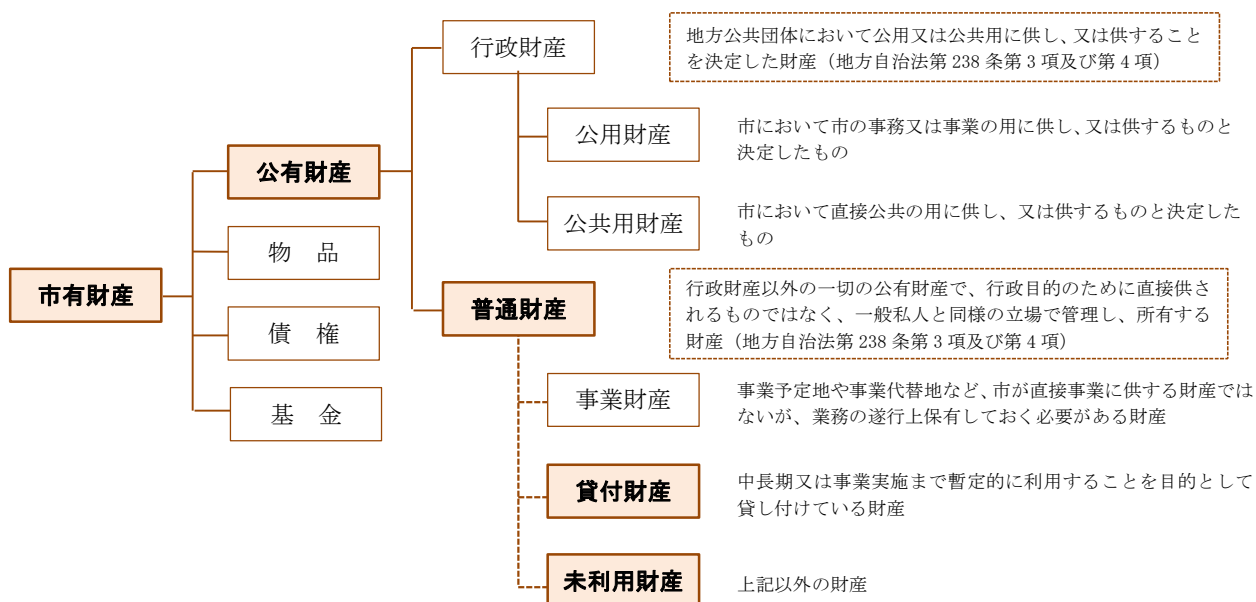 行政財産
地方公共団体において公用又は公共用に供し、又は供すること
を決定した財産（地方自治法第 238 条第 3 項及び第 4 項）
公用財産
市において市の事務又は事業の用に供し、又は供するものと
決定したもの
公有財産
公共用財産
市において直接公共の用に供し、又は供するものと決定した
もの
物　品
市有財産
普通財産
行政財産以外の一切の公有財産で、行政目的のために直接供さ
れるものではなく、一般私人と同様の立場で管理し、所有する
財産（地方自治法第 238 条第 3 項及び第 4 項）
債　権
事業財産
事業予定地や事業代替地など、市が直接事業に供する財産では
ないが、業務の遂行上保有しておく必要がある財産
基　金
貸付財産
中長期又は事業実施まで暫定的に利用することを目的として
貸し付けている財産
未利用財産
上記以外の財産